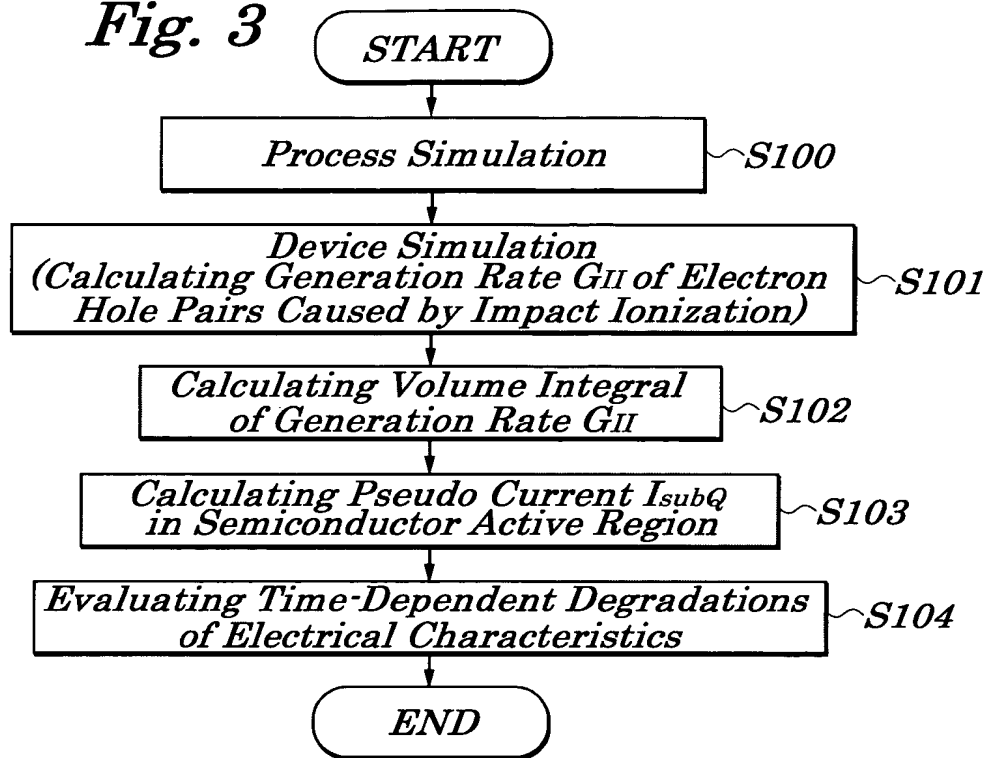 Fig. 3
START
Process Simulation
S100
Device Simulation
(Calculating Generation Rate GII of Electron
Hole Pairs Caused by Impact Ionization)
S101
Calculating Volume Integral
of Generation Rate GII
S102
Calculating Pseudo Current IsubQ
in Semiconductor Active Region
S103
Evaluating Time-Dependent Degradations
of Electrical Characteristics
S104
END